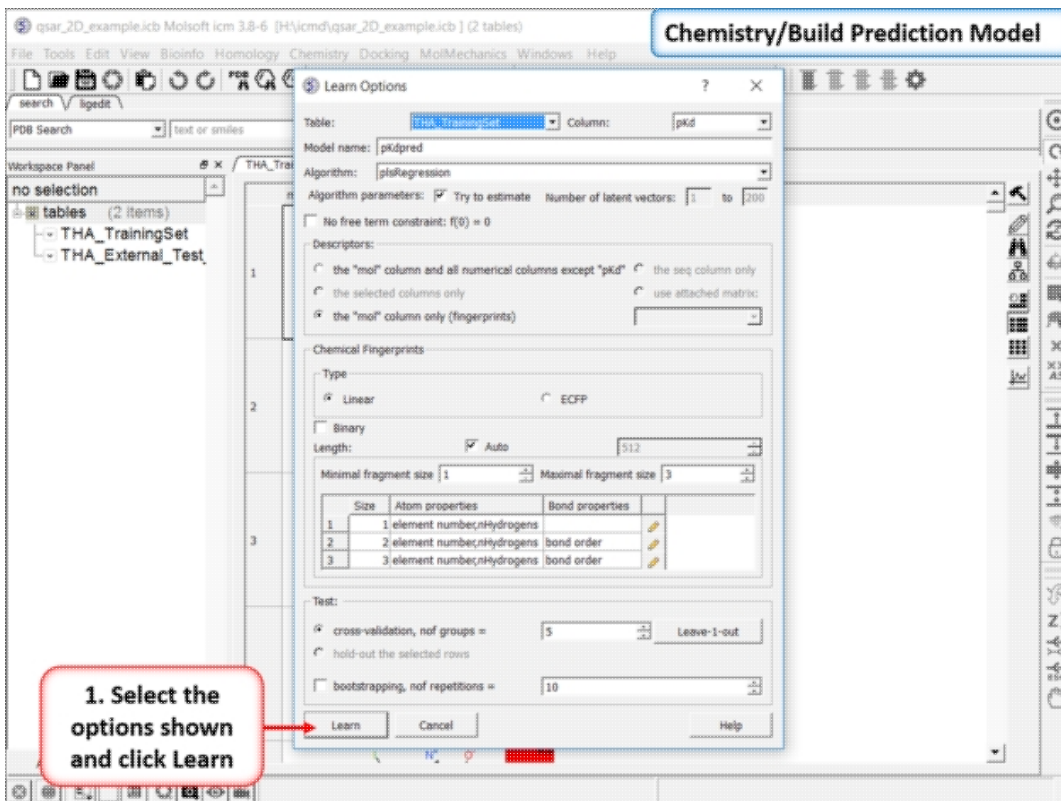 qsar_2D_example.icb Molsoft icm 3.8-6 [H:\icmd\qsar_2D_example.icb ] (2 tables)
Chemistry/Build Prediction Model
File Tools Edit View Bioinfo Homology Chemistry Docking MolMechanics Windows Help
search ligedit
PDB Search text or smiles
Workspace Panel
no selection
tables (2 items)
THA_TrainingSet
THA_External_Test_
THA_Trai
1
2
3
Learn Options ? ×
Table: THA_TrainingSet Column: pKd
Model name: pKdpred
Algorithm: plsRegression
Algorithm parameters: Try to estimate Number of latent vectors: 1 to 200
No free term constraint: f(0) = 0
Descriptors:
the "mol" column and all numerical columns except "pKd" the seq column only
the selected columns only use attached matrix:
the "mol" column only (fingerprints)
Chemical Fingerprints
Type
Linear ECFP
Binary
Length: Auto 512
Minimal fragment size 1 Maximal fragment size 3
Size Atom properties Bond properties
1 1 element number,nHydrogens
2 2 element number,nHydrogens bond order
3 3 element number,nHydrogens bond order
Test:
cross-validation, nof groups = 5 Leave-1-out
hold-out the selected rows
bootstrapping, nof repetitions = 10
Learn Cancel Help
1. Select the
options shown
and click Learn